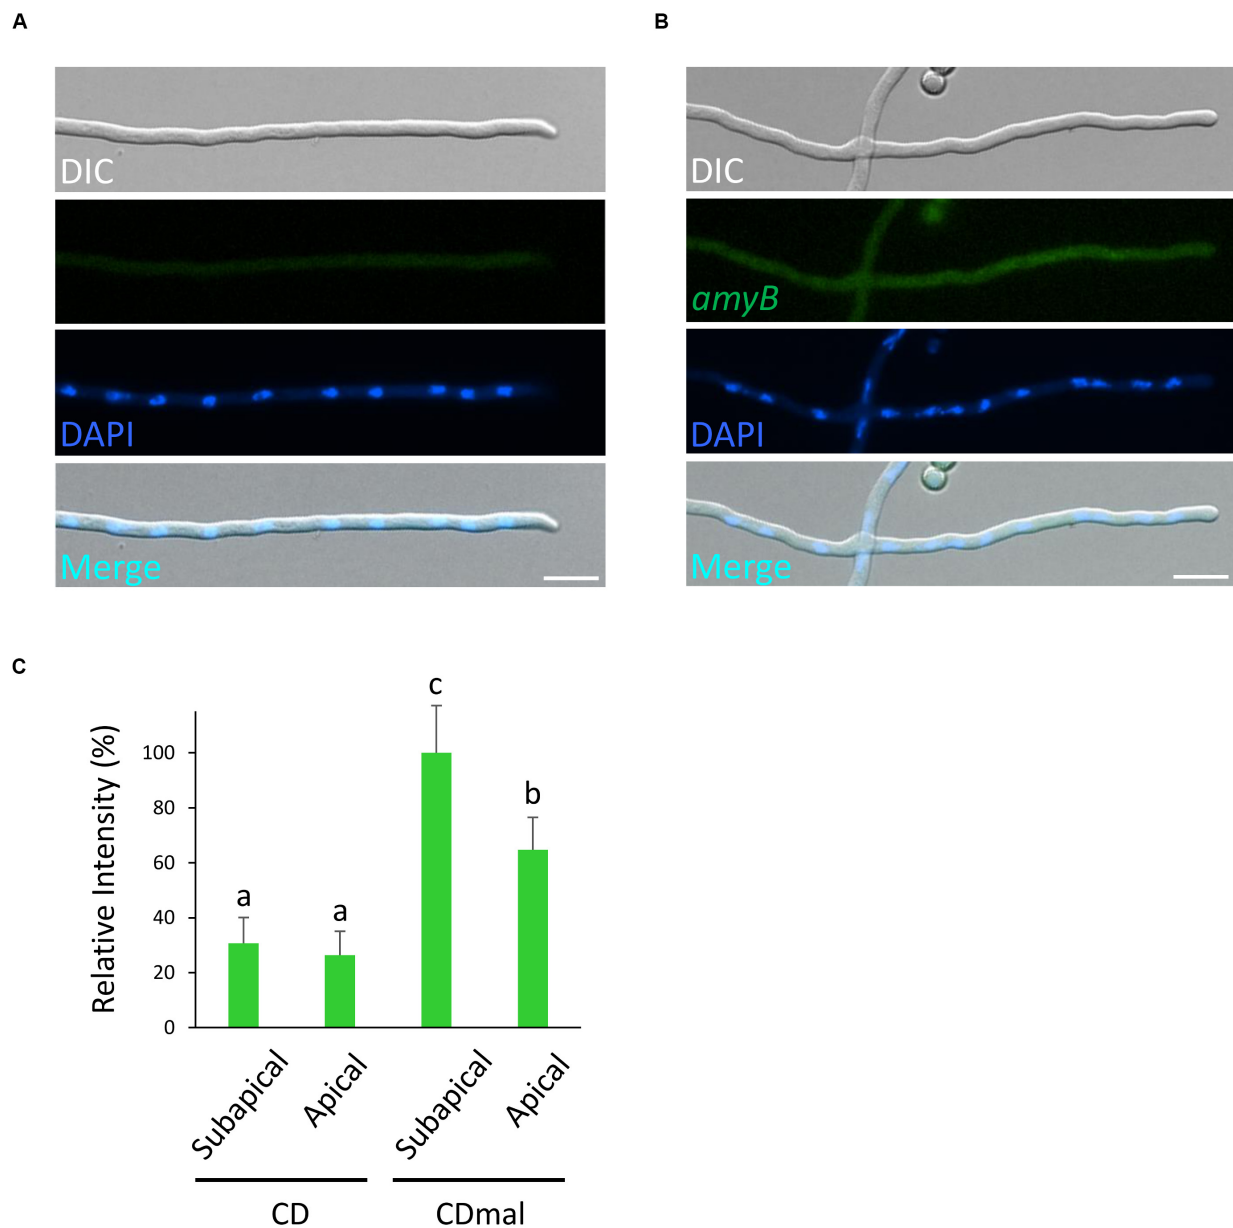 A
B
DIC
DIC
amyB
DAPI
DAPI
Merge
Merge
C
Relative Intensity (%)
100
80
60
40
20
0
a
a
c
b
Subapical
Apical
Subapical
Apical
CD
CDmal